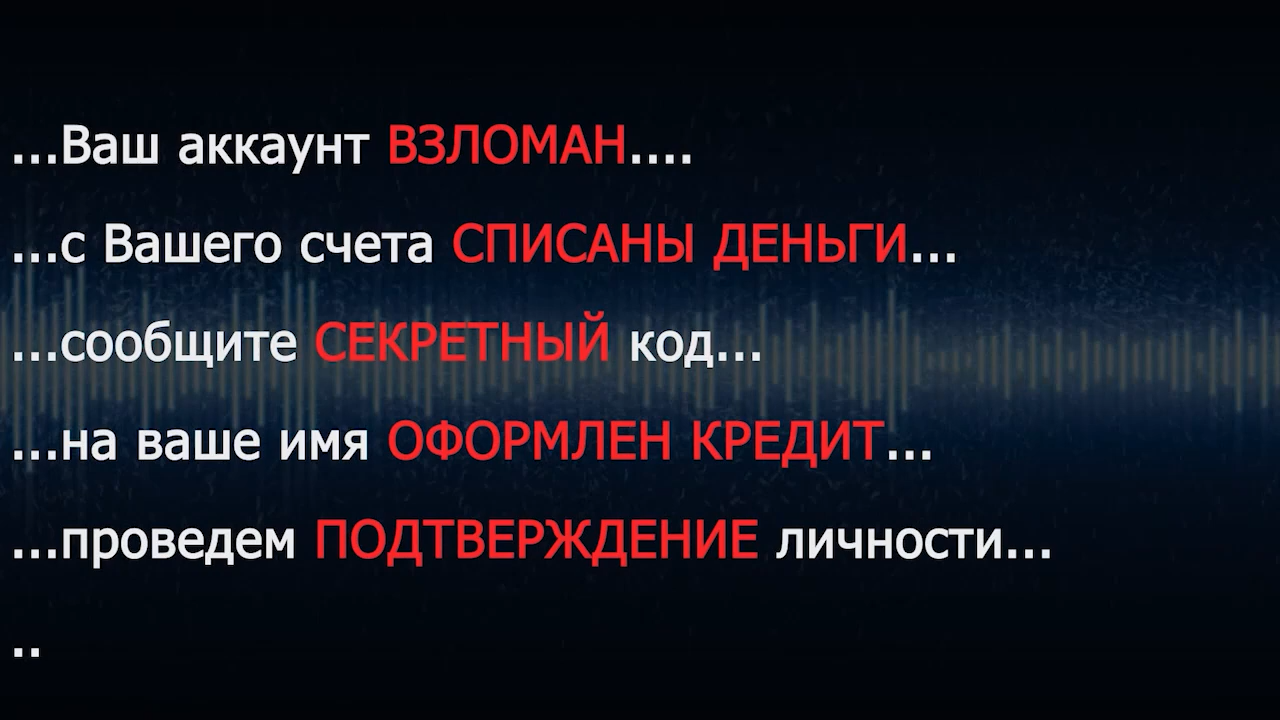 ...Ваш аккаунт ВЗЛОМАН....
...с Вашего счета СПИСАНЫ ДЕНЬГИ...
...сообщите СЕКРЕТНЫЙ код...
...на ваше имя ОФОРМЛЕН КРЕДИТ...
...проведем ПОДТВЕРЖДЕНИЕ личности...
..